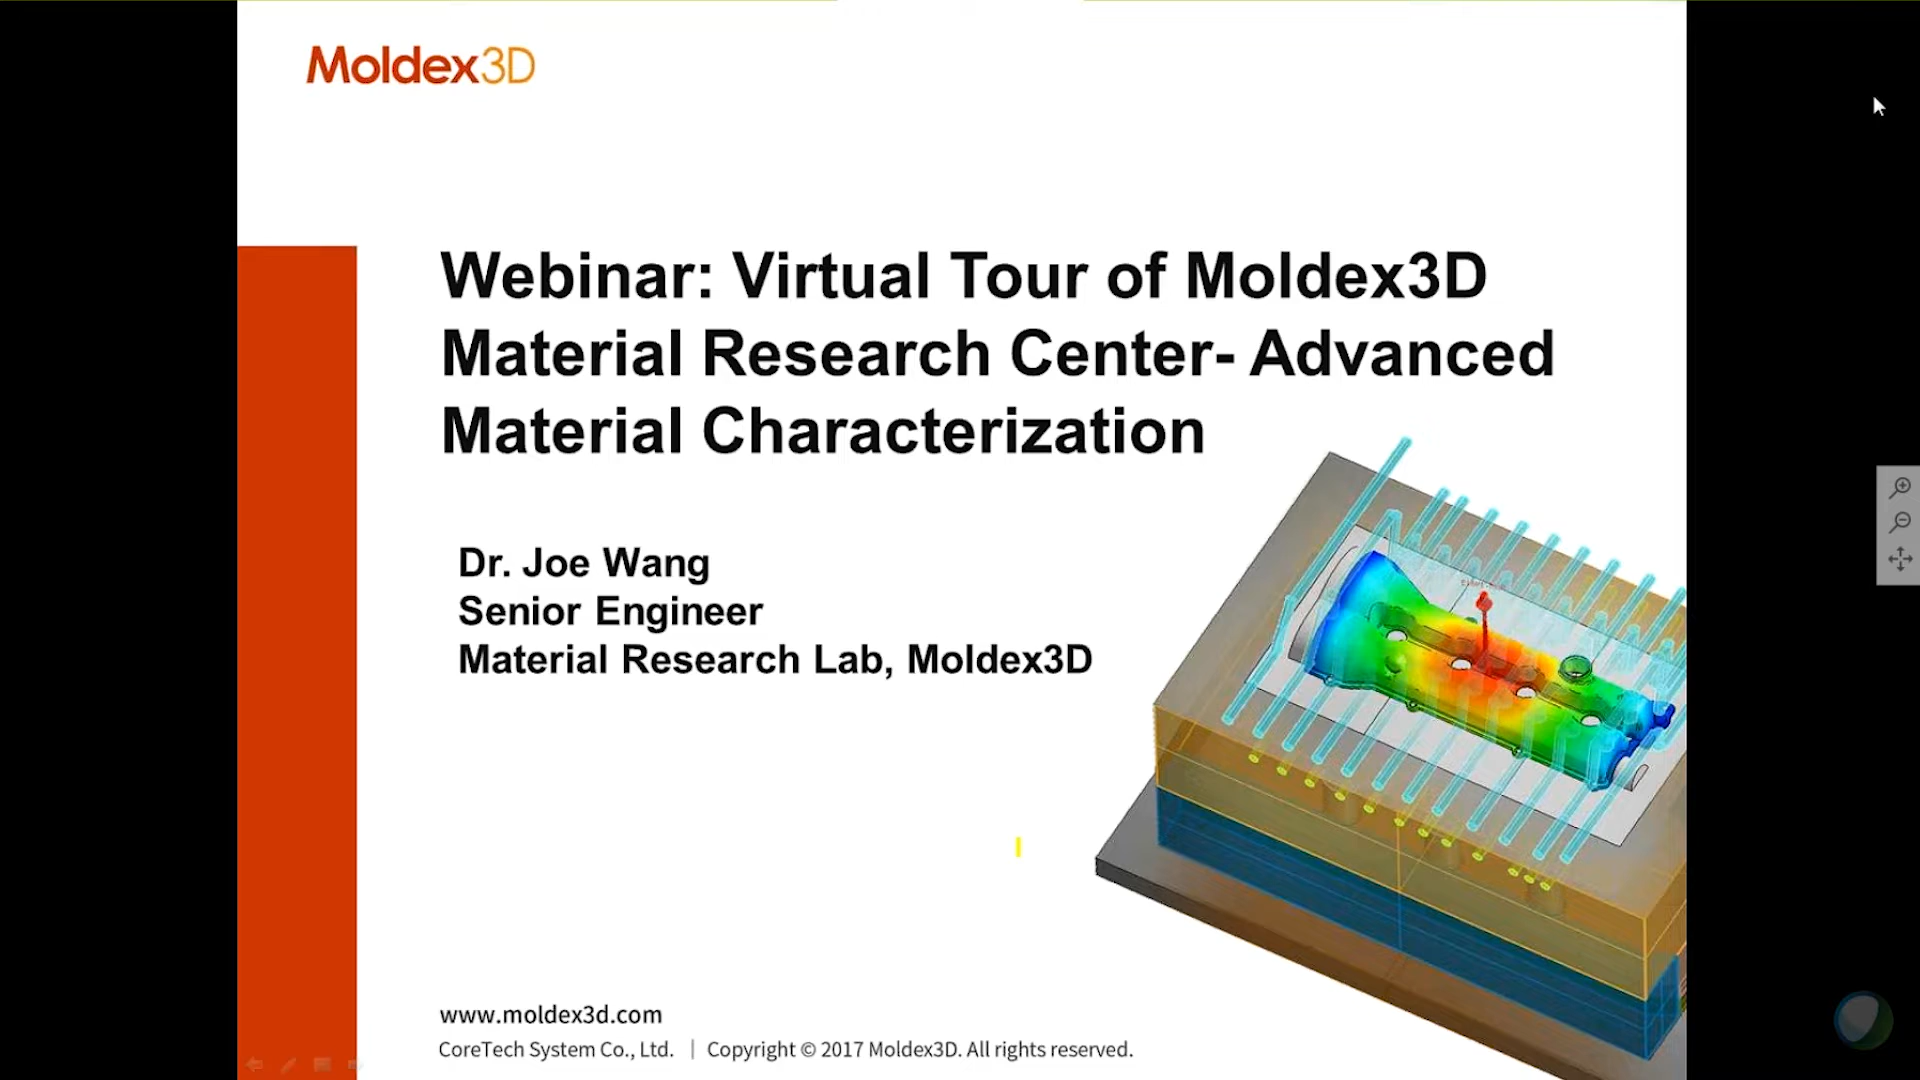 Moldex3D
Webinar: Virtual Tour of Moldex3D
Material Research Center- Advanced
Material Characterization
Dr. Joe Wang
Senior Engineer
Material Research Lab, Moldex3D
www.moldex3d.com
CoreTech System Co., Ltd. | Copyright © 2017 Moldex3D. All rights reserved.